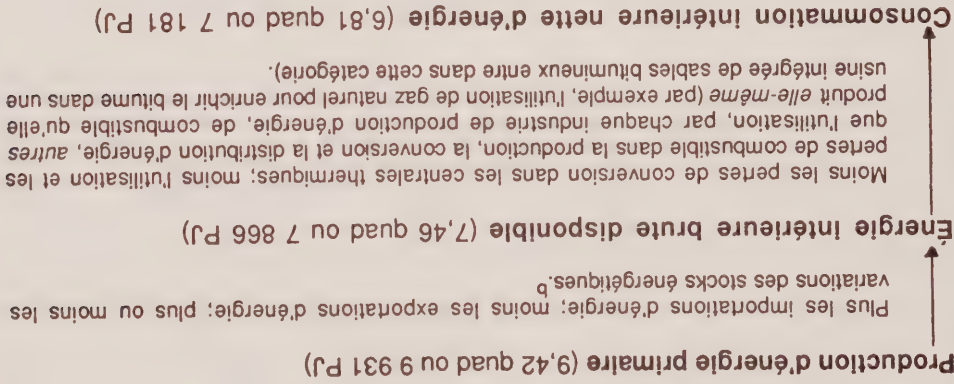 Production d'énergie primaire (9,42 quad ou 9 931 PJ)
Plus les importations d'énergie; moins les exportations d'énergie; plus ou moins les
variations des stocks énergétiques.b
Énergie intérieure brute disponible (7,46 quad ou 7 866 PJ)
Moins les pertes de conversion dans les centrales thermiques; moins l'utilisation et les
pertes de combustible dans la production, la conversion et la distribution d'énergie, autres
que l'utilisation, par chaque industrie de production d'énergie, de combustible qu'elle
produit elle-même (par exemple, l'utilisation de gaz naturel pour enrichir le bitume dans une
usine intégrée de sables bitumineux entre dans cette catégorie).
Consommation intérieure nette d'énergie (6,81 quad ou 7 181 PJ)